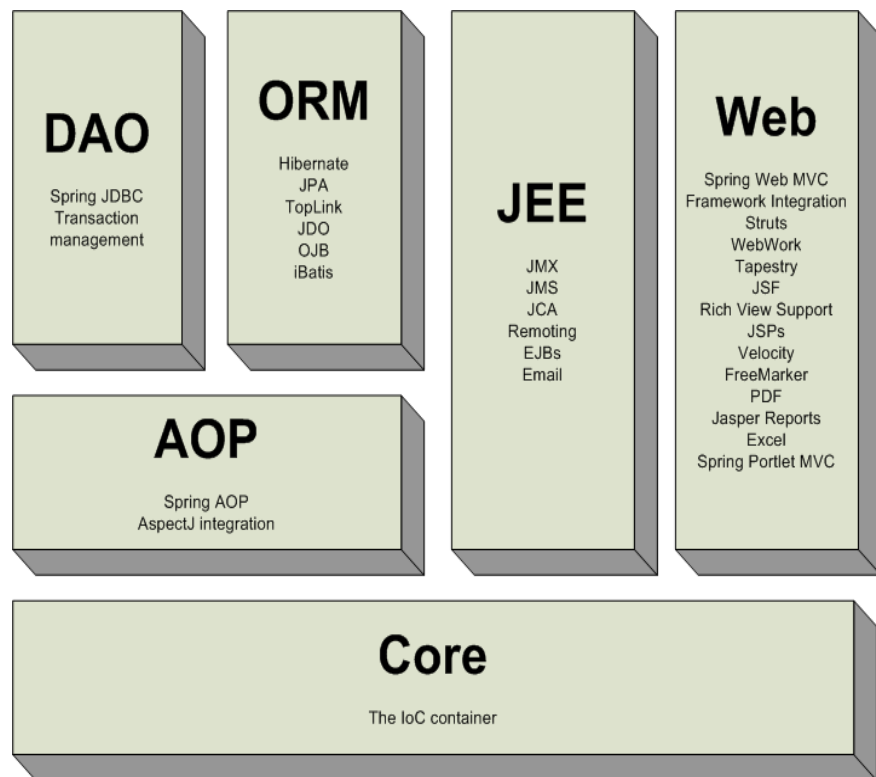 DAO
Spring JDBC
Transaction
management
ORM
Hibernate
JPA
TopLink
JDO
OJB
iBatis
JEE
JMX
JMS
JCA
Remoting
EJBs
Email
Web
Spring Web MVC
Framework Integration
Struts
WebWork
Tapestry
JSF
Rich View Support
JSPs
Velocity
FreeMarker
PDF
Jasper Reports
Excel
Spring Portlet MVC
AOP
Spring AOP
AspectJ integration
Core
The IoC container